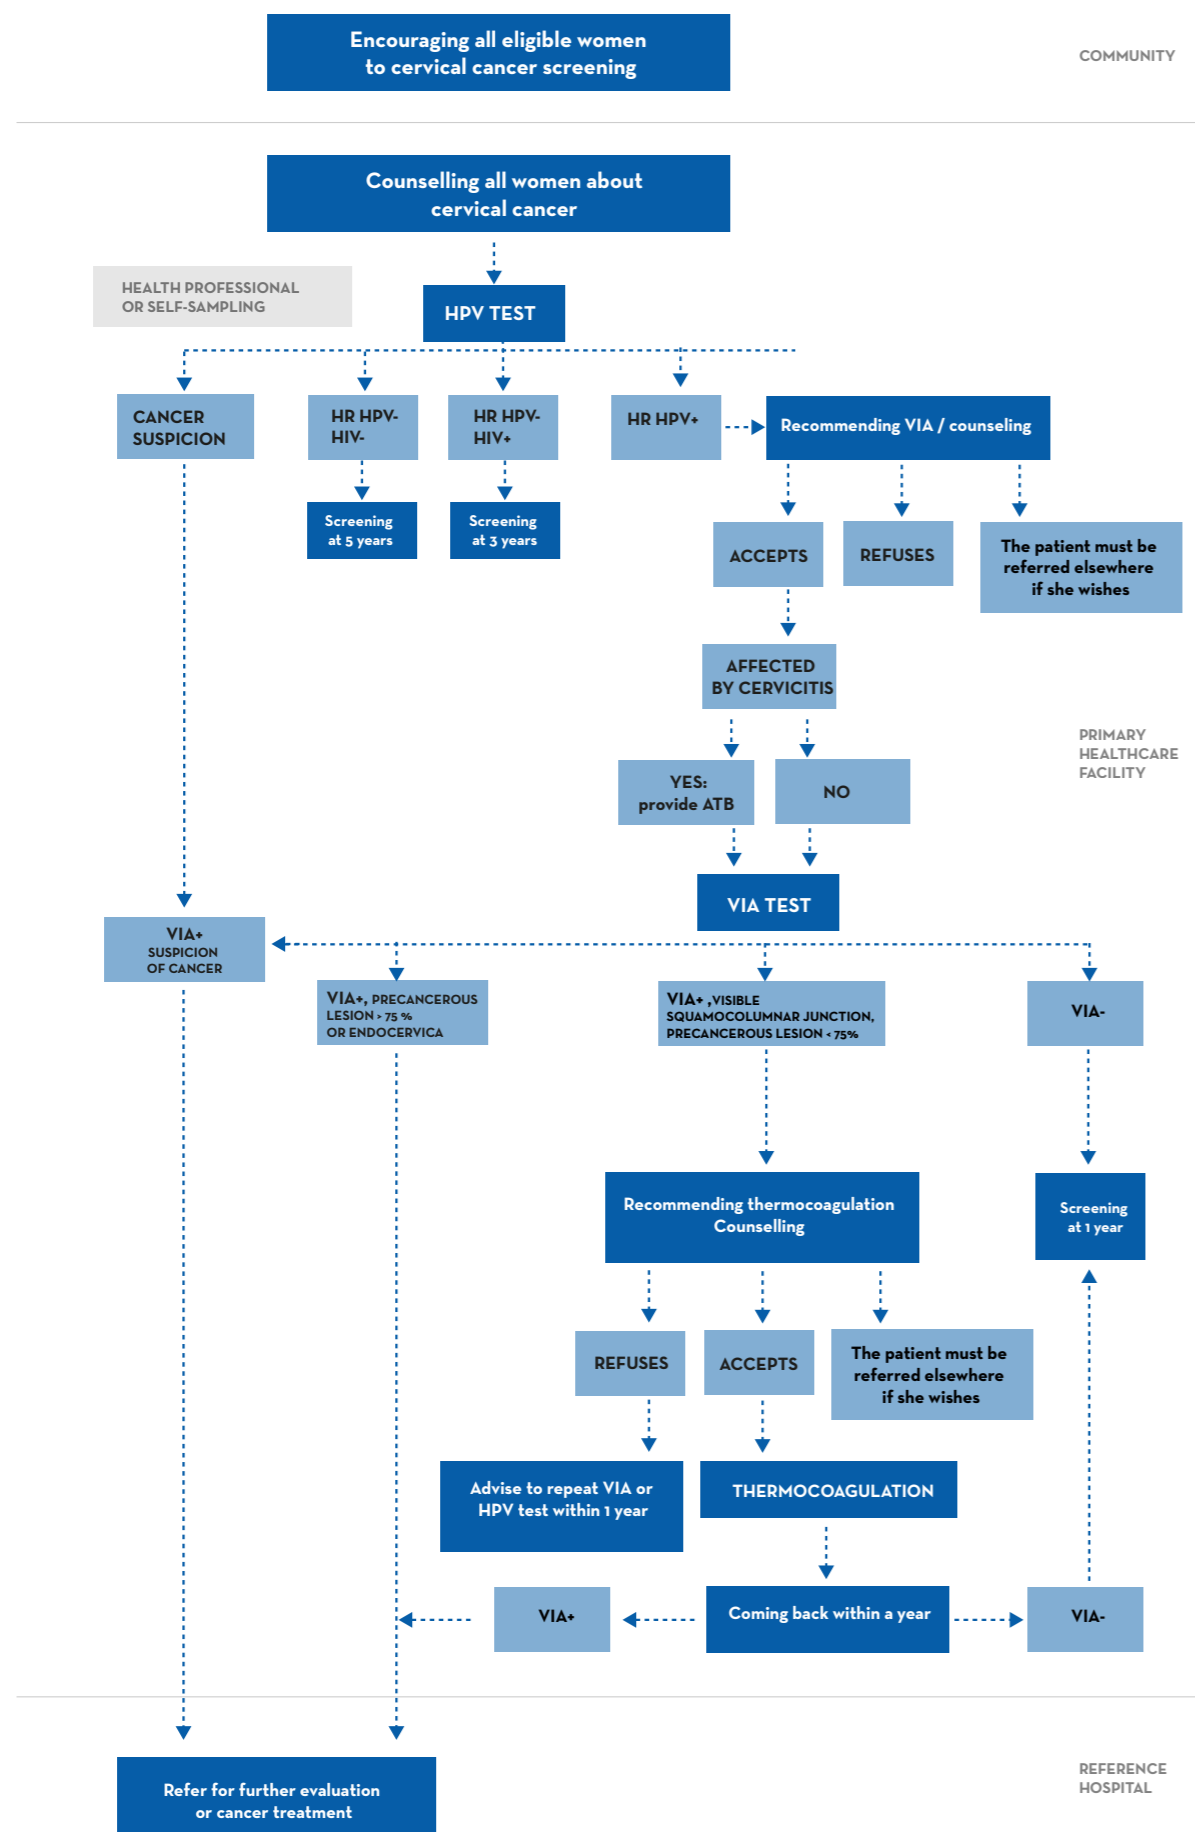 Encouraging all eligible women
to cervical cancer screening
COMMUNITY
Counselling all women about
cervical cancer
HEALTH PROFESSIONAL
OR SELF-SAMPLING
HPV TEST
CANCER
SUSPICION
HR HPV-
HIV-
HR HPV-
HIV+
HR HPV+
Recommending VIA / counseling
Screening
at 5 years
Screening
at 3 years
ACCEPTS
REFUSES
The patient must be
referred elsewhere
if she wishes
AFFECTED
BY CERVICITIS
PRIMARY
HEALTHCARE
FACILITY
YES:
provide ATB
NO
VIA TEST
VIA+
SUSPICION
OF CANCER
VIA+, PRECANCEROUS
LESION > 75 %
OR ENDOCERVICA
VIA+ ,VISIBLE
SQUAMOCOLUMNAR JUNCTION,
PRECANCEROUS LESION < 75%
VIA-
Recommending thermocoagulation
Counselling
Screening
at 1 year
REFUSES
ACCEPTS
The patient must be
referred elsewhere
if she wishes
Advise to repeat VIA or
HPV test within 1 year
THERMOCOAGULATION
VIA+
Coming back within a year
VIA-
REFERENCE
HOSPITAL
Refer for further evaluation
or cancer treatment